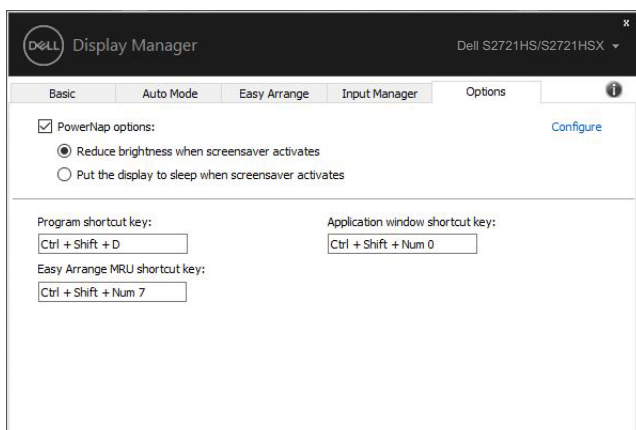 x
DELL Display Manager
Dell S2721HS/S2721HSX
Basic Auto Mode Easy Arrange Input Manager Options
PowerNap options: Configure
Reduce brightness when screensaver activates
Put the display to sleep when screensaver activates
Program shortcut key: Application window shortcut key:
Ctrl + Shift + D Ctrl + Shift + Num 0
Easy Arrange MRU shortcut key:
Ctrl + Shift + Num 7